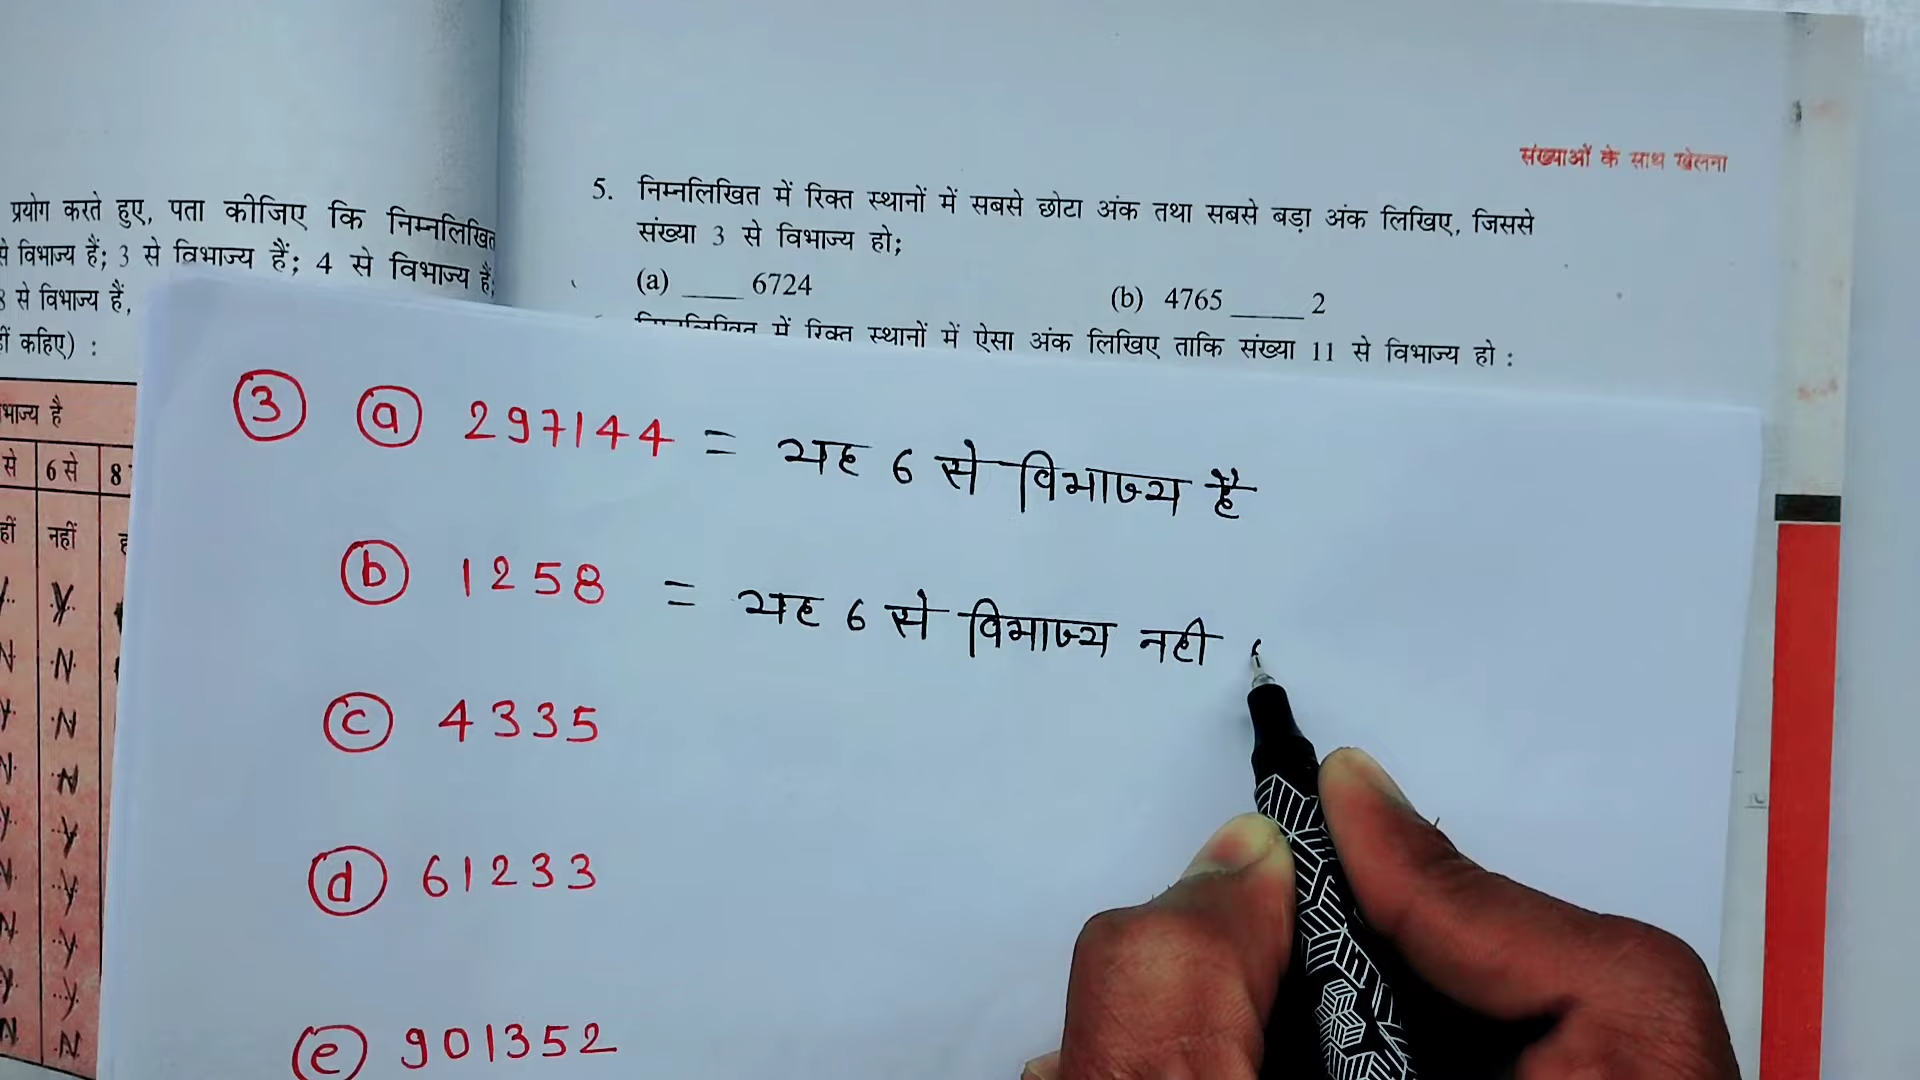 संख्याओं के साथ खेलना
प्रयोग करते हुए, पता कीजिए कि निम्नलिखित
से विभाज्य हैं; 3 से विभाज्य हैं; 4 से विभाज्य हैं;
8 से विभाज्य हैं,
कहिए) :
भाज्य है
से 6 से 8
हीं नहीं
Y. .Y.
N .N.
Y. .N
N. .N
Y. ..Y
N. ..Y
N ..Y
Y ..Y.
N ..N
5. निम्नलिखित में रिक्त स्थानों में सबसे छोटा अंक तथा सबसे बड़ा अंक लिखिए, जिससे
संख्या 3 से विभाज्य हो;
(a) ____ 6724 (b) 4765 _____ 2
निम्नलिखित में रिक्त स्थानों में ऐसा अंक लिखिए ताकि संख्या 11 से विभाज्य हो :
3 a 297144 = यह 6 से विभाज्य है
b 1258 = यह 6 से विभाज्य नही
c 4335
d 61233
e 901352